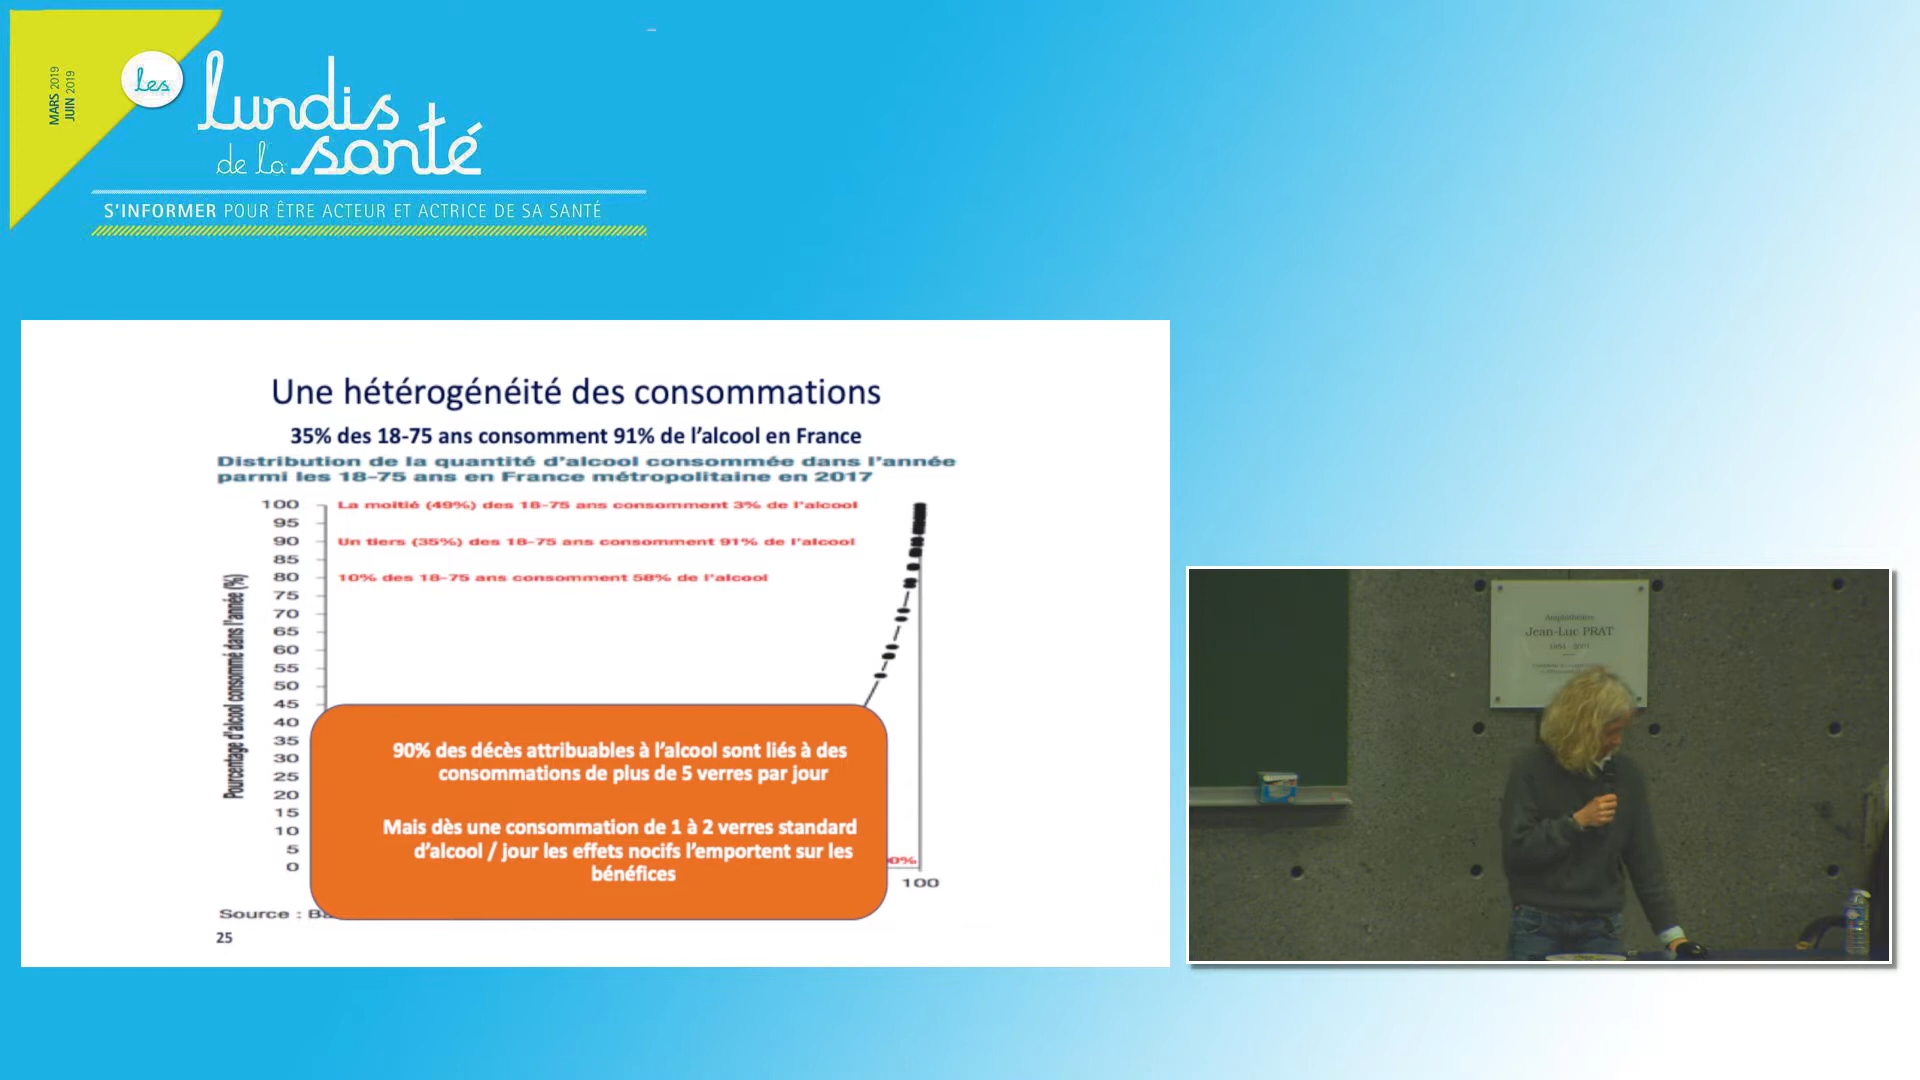 MARS 2019
JUIN 2019
les
lundis
de la santé
S'INFORMER POUR ÊTRE ACTEUR ET ACTRICE DE SA SANTÉ
Une hétérogénéité des consommations
35% des 18-75 ans consomment 91% de l'alcool en France
Distribution de la quantité d'alcool consommée dans l'année
parmi les 18-75 ans en France métropolitaine en 2017
Pourcentage d'alcool consommé dans l'année (%)
100
95
90
85
80
75
70
65
60
55
50
45
40
35
30
25
20
15
10
5
0
La moitié (49%) des 18-75 ans consomment 3% de l'alcool
Un tiers (35%) des 18-75 ans consomment 91% de l'alcool
10% des 18-75 ans consomment 58% de l'alcool
90% des décès attribuables à l'alcool sont liés à des
consommations de plus de 5 verres par jour
Mais dès une consommation de 1 à 2 verres standard
d'alcool / jour les effets nocifs l'emportent sur les
bénéfices
0%
100
Source : Ba
25
Amphithéâtre
Jean-Luc PRAT